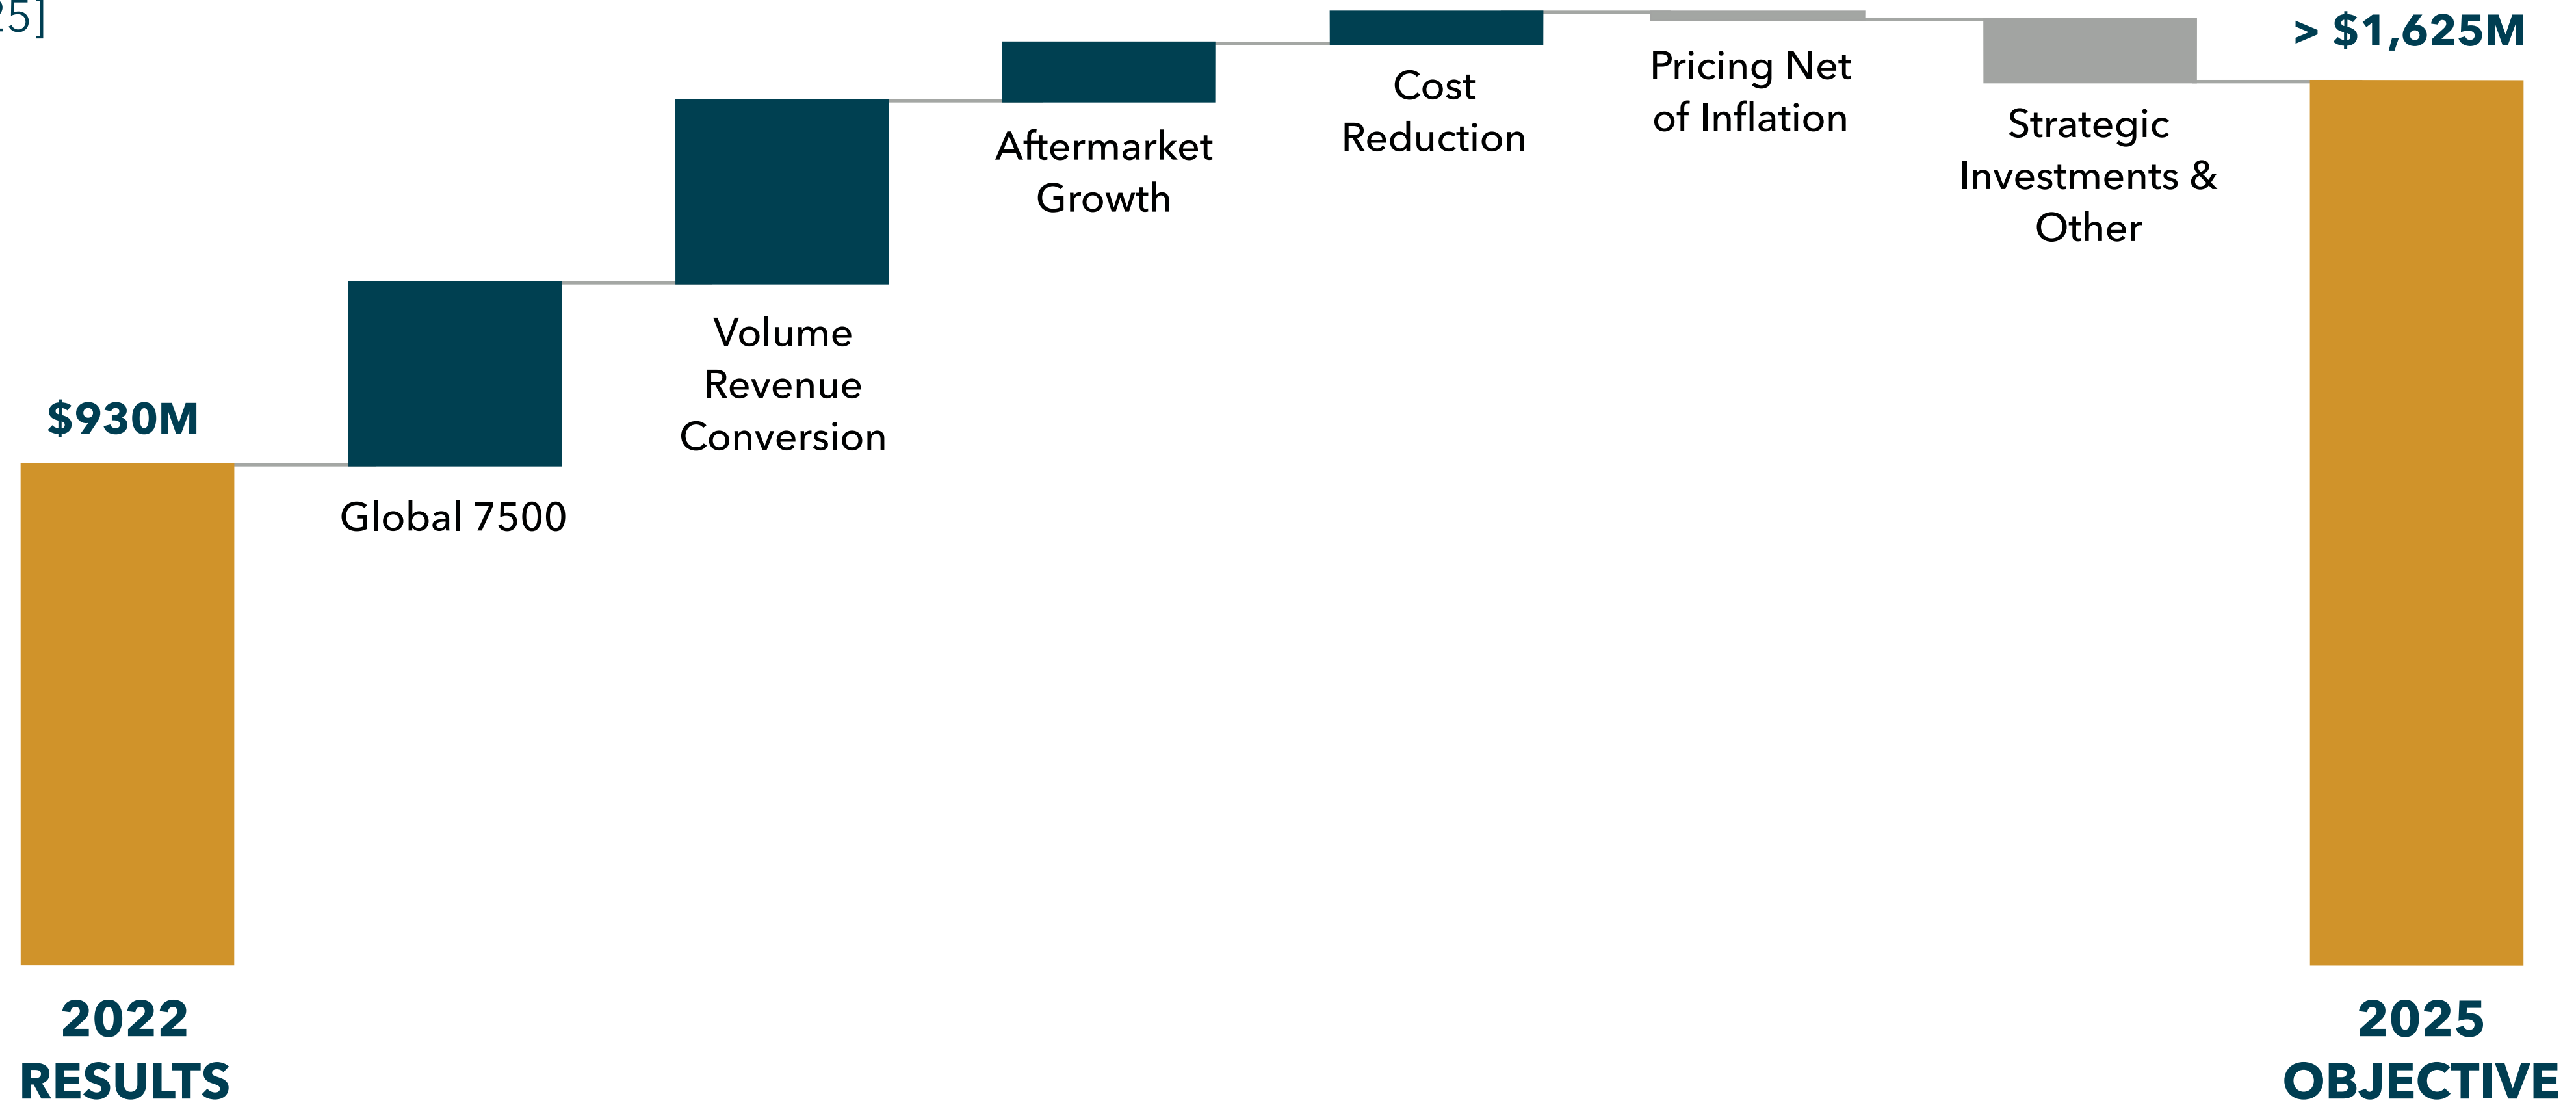 25]
> $1,625M
Pricing Net
of Inflation
Cost
Reduction
Strategic
Investments &
Other
Aftermarket
Growth
Volume
Revenue
Conversion
$930M
Global 7500
2022
RESULTS
2025
OBJECTIVE